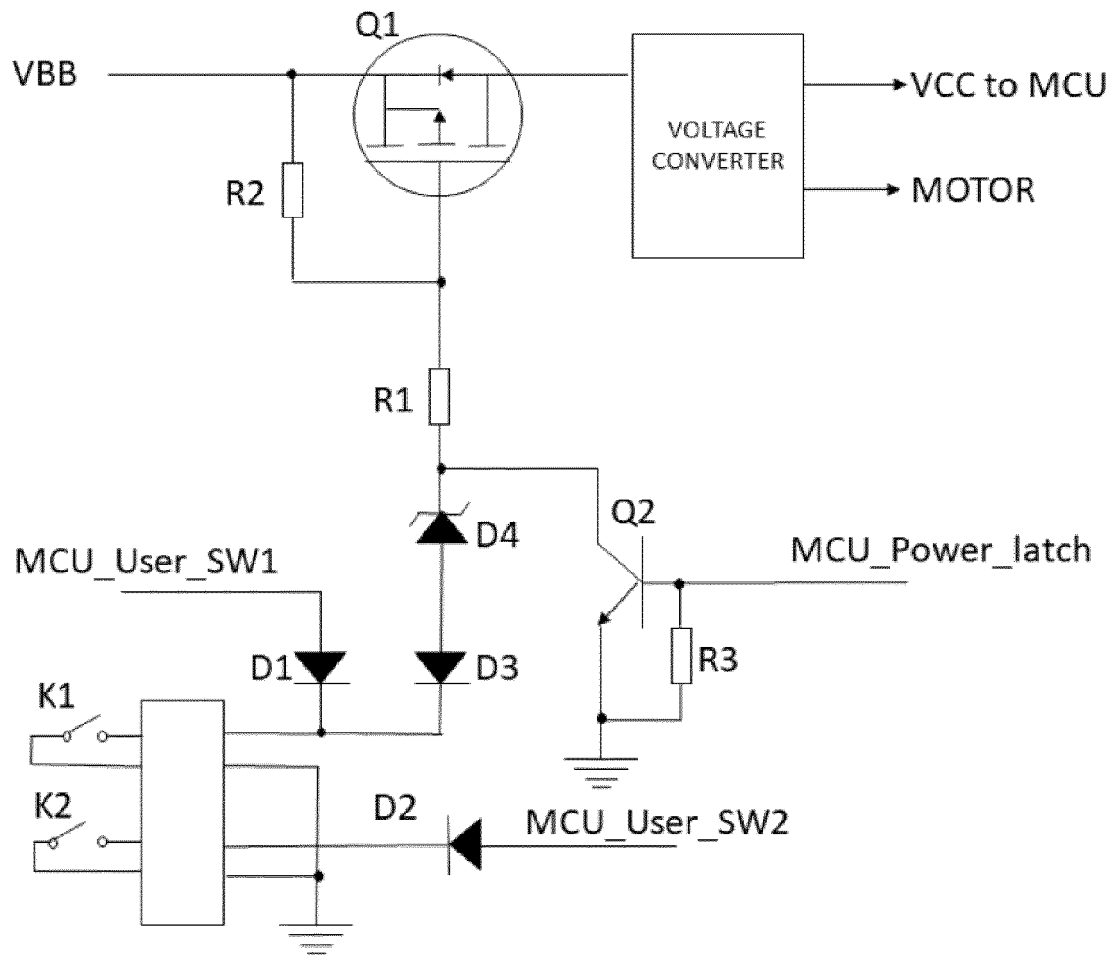 Q1
VBB
VCC to MCU
VOLTAGE
CONVERTER
R2
MOTOR
R1
Q2
D4
MCU_User_SW1
MCU_Power_latch
D1
D3
R3
K1
K2
D2
MCU_User_SW2